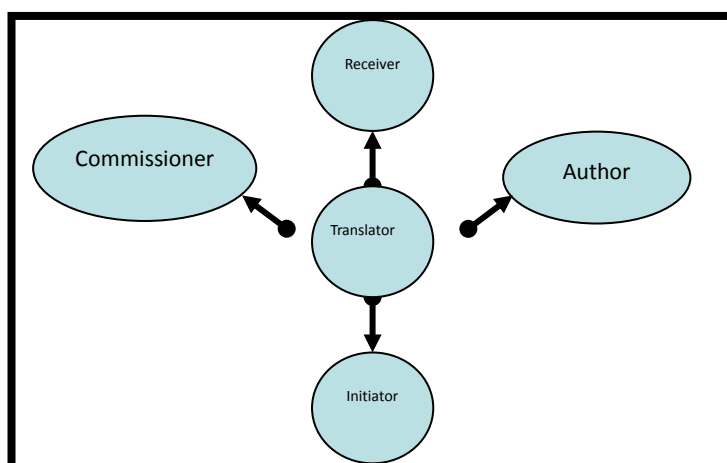 Receiver
Commissioner
Author
Translator
Initiator